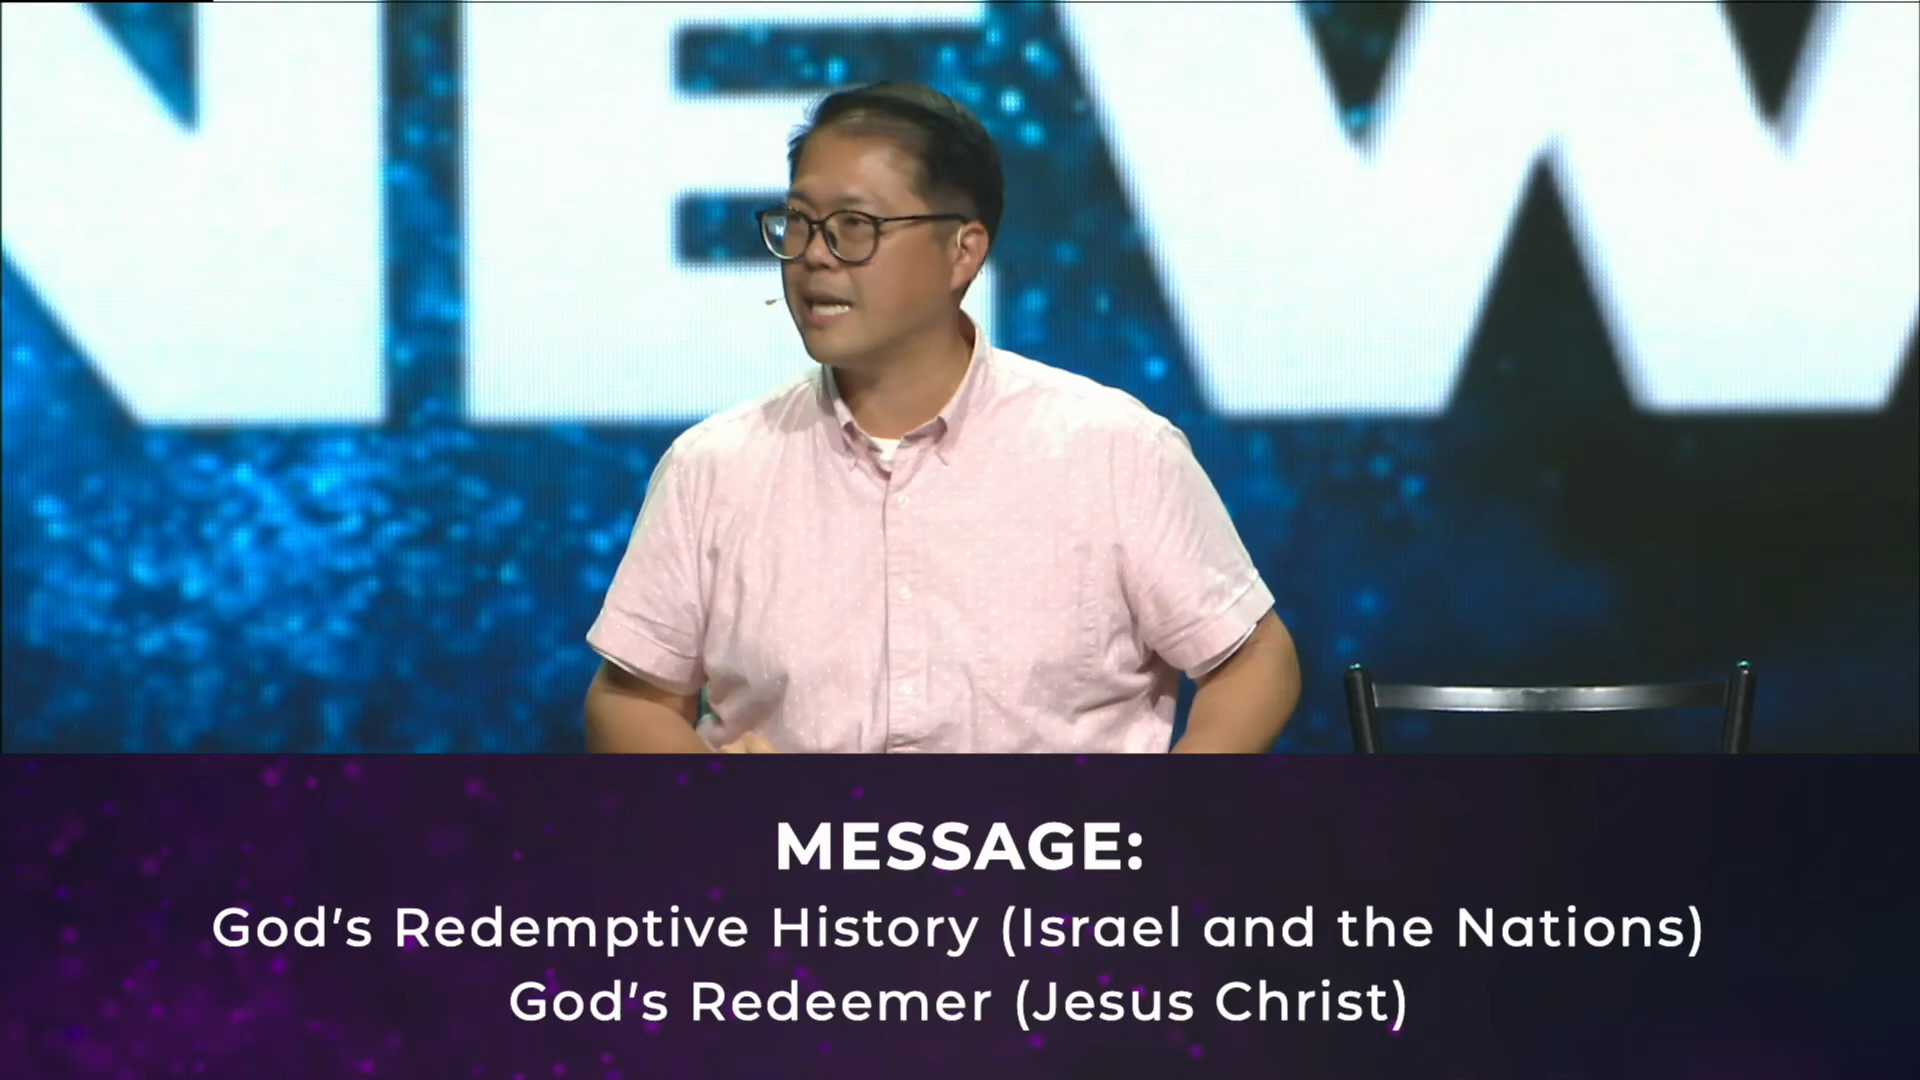 NEW
MESSAGE:
God's Redemptive History (Israel and the Nations)
God's Redeemer (Jesus Christ)